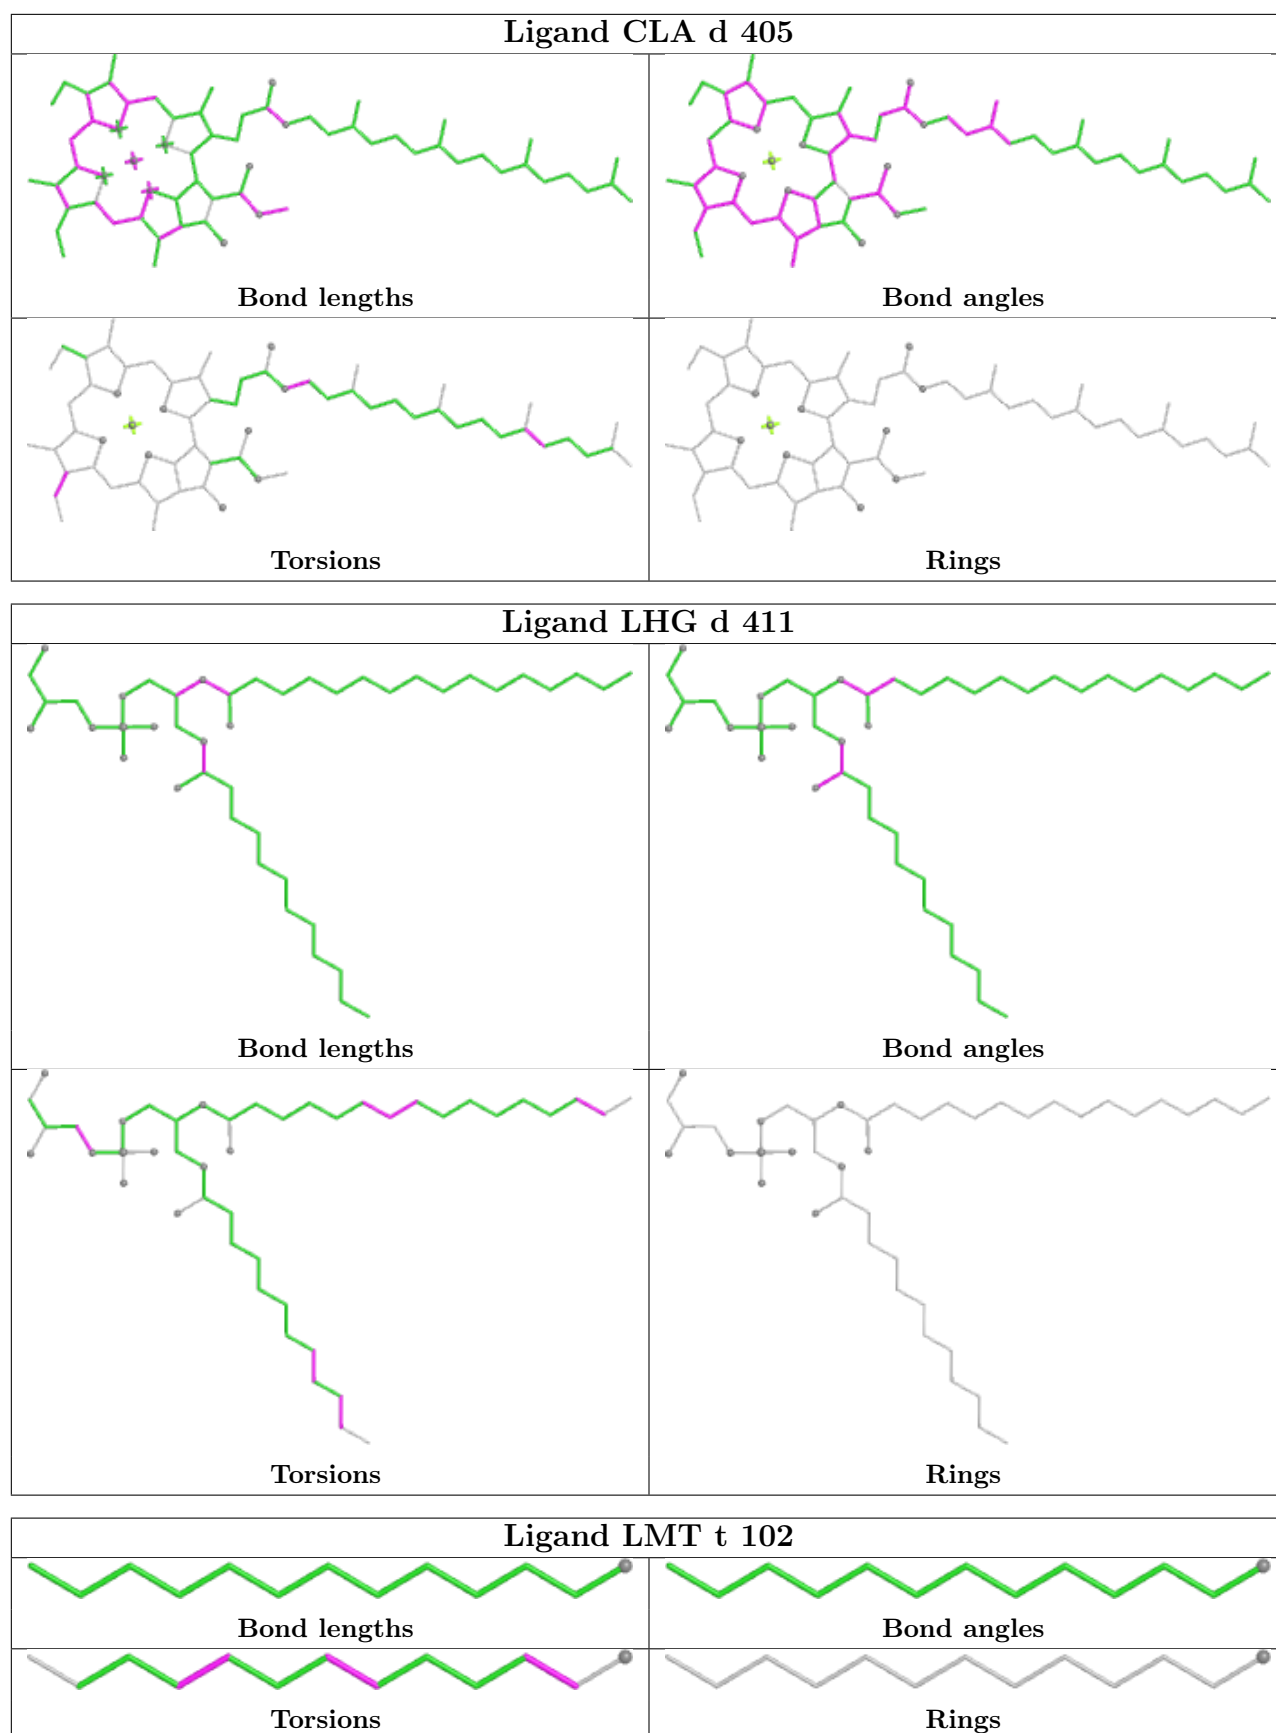 Ligand CLA d 405
Bond lengths
Bond angles
Torsions
Rings
Ligand LHG d 411
Bond lengths
Bond angles
Torsions
Rings
Ligand LMT t 102
Bond lengths
Bond angles
Torsions
Rings